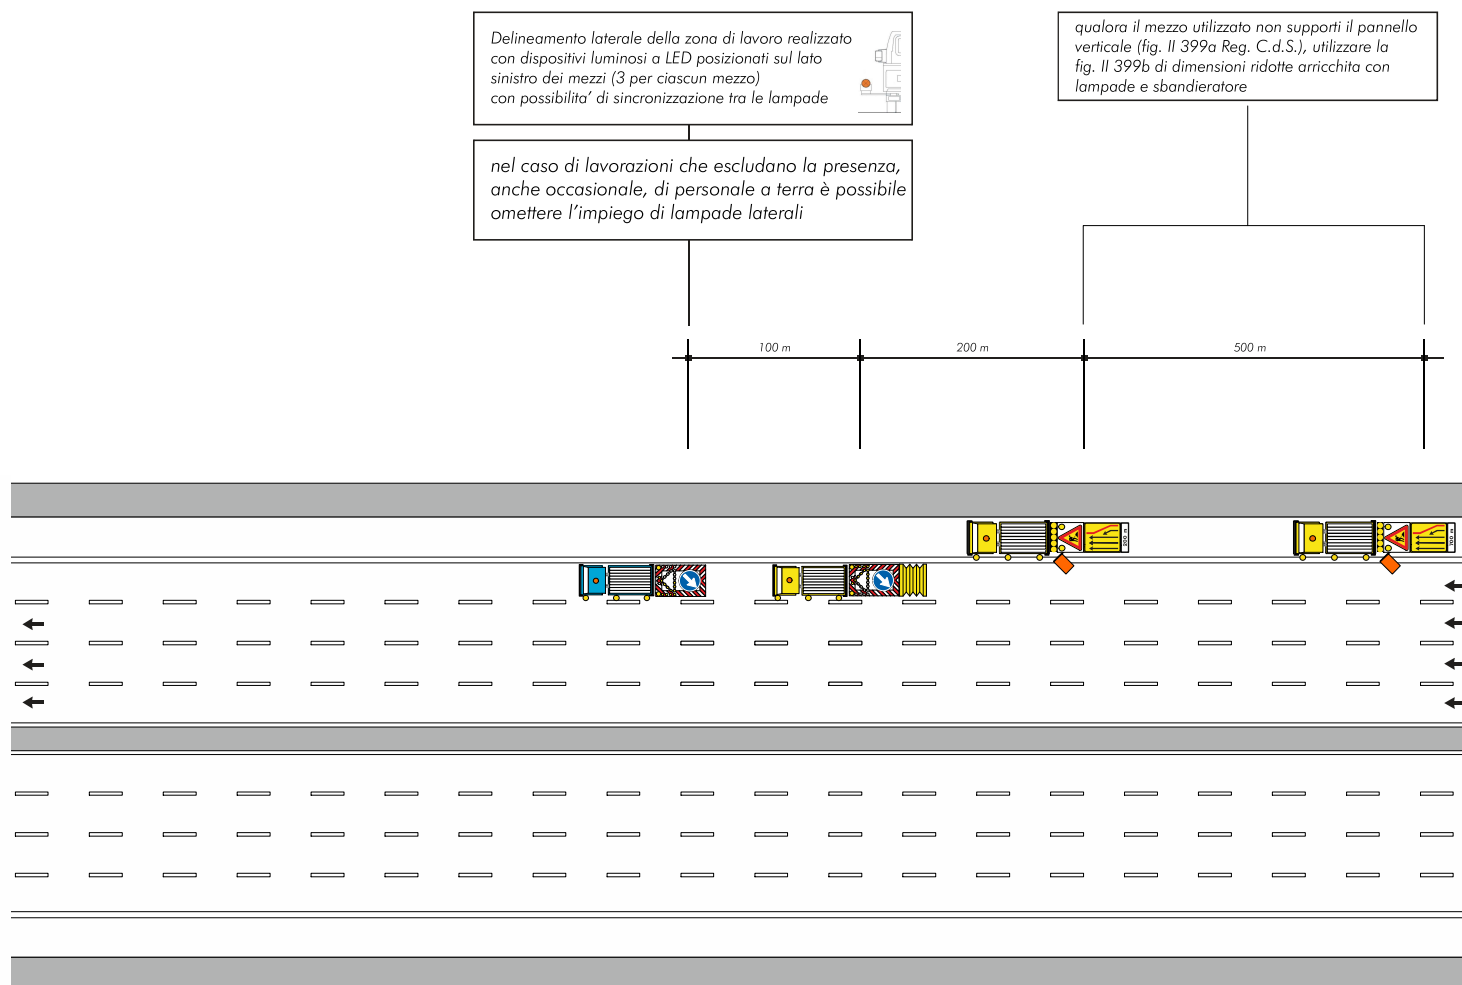 Delineamento laterale della zona di lavoro realizzato
con dispositivi luminosi a LED posizionati sul lato
sinistro dei mezzi (3 per ciascun mezzo)
con possibilita' di sincronizzazione tra le lampade
nel caso di lavorazioni che escludano la presenza,
anche occasionale, di personale a terra è possibile
omettere l'impiego di lampade laterali
qualora il mezzo utilizzato non supporti il pannello
verticale (fig. II 399a Reg. C.d.S.), utilizzare la
fig. II 399b di dimensioni ridotte arricchita con
lampade e sbandieratore
100 m
200 m
500 m
200 m
700 m